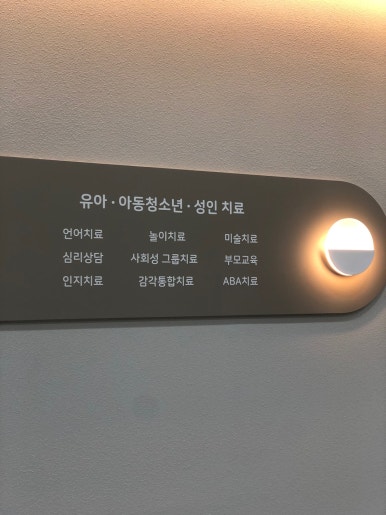 유아 · 아동청소년 · 성인 치료
언어치료 놀이치료 미술치료
심리상담 사회성 그룹치료 부모교육
인지치료 감각통합치료 ABA치료